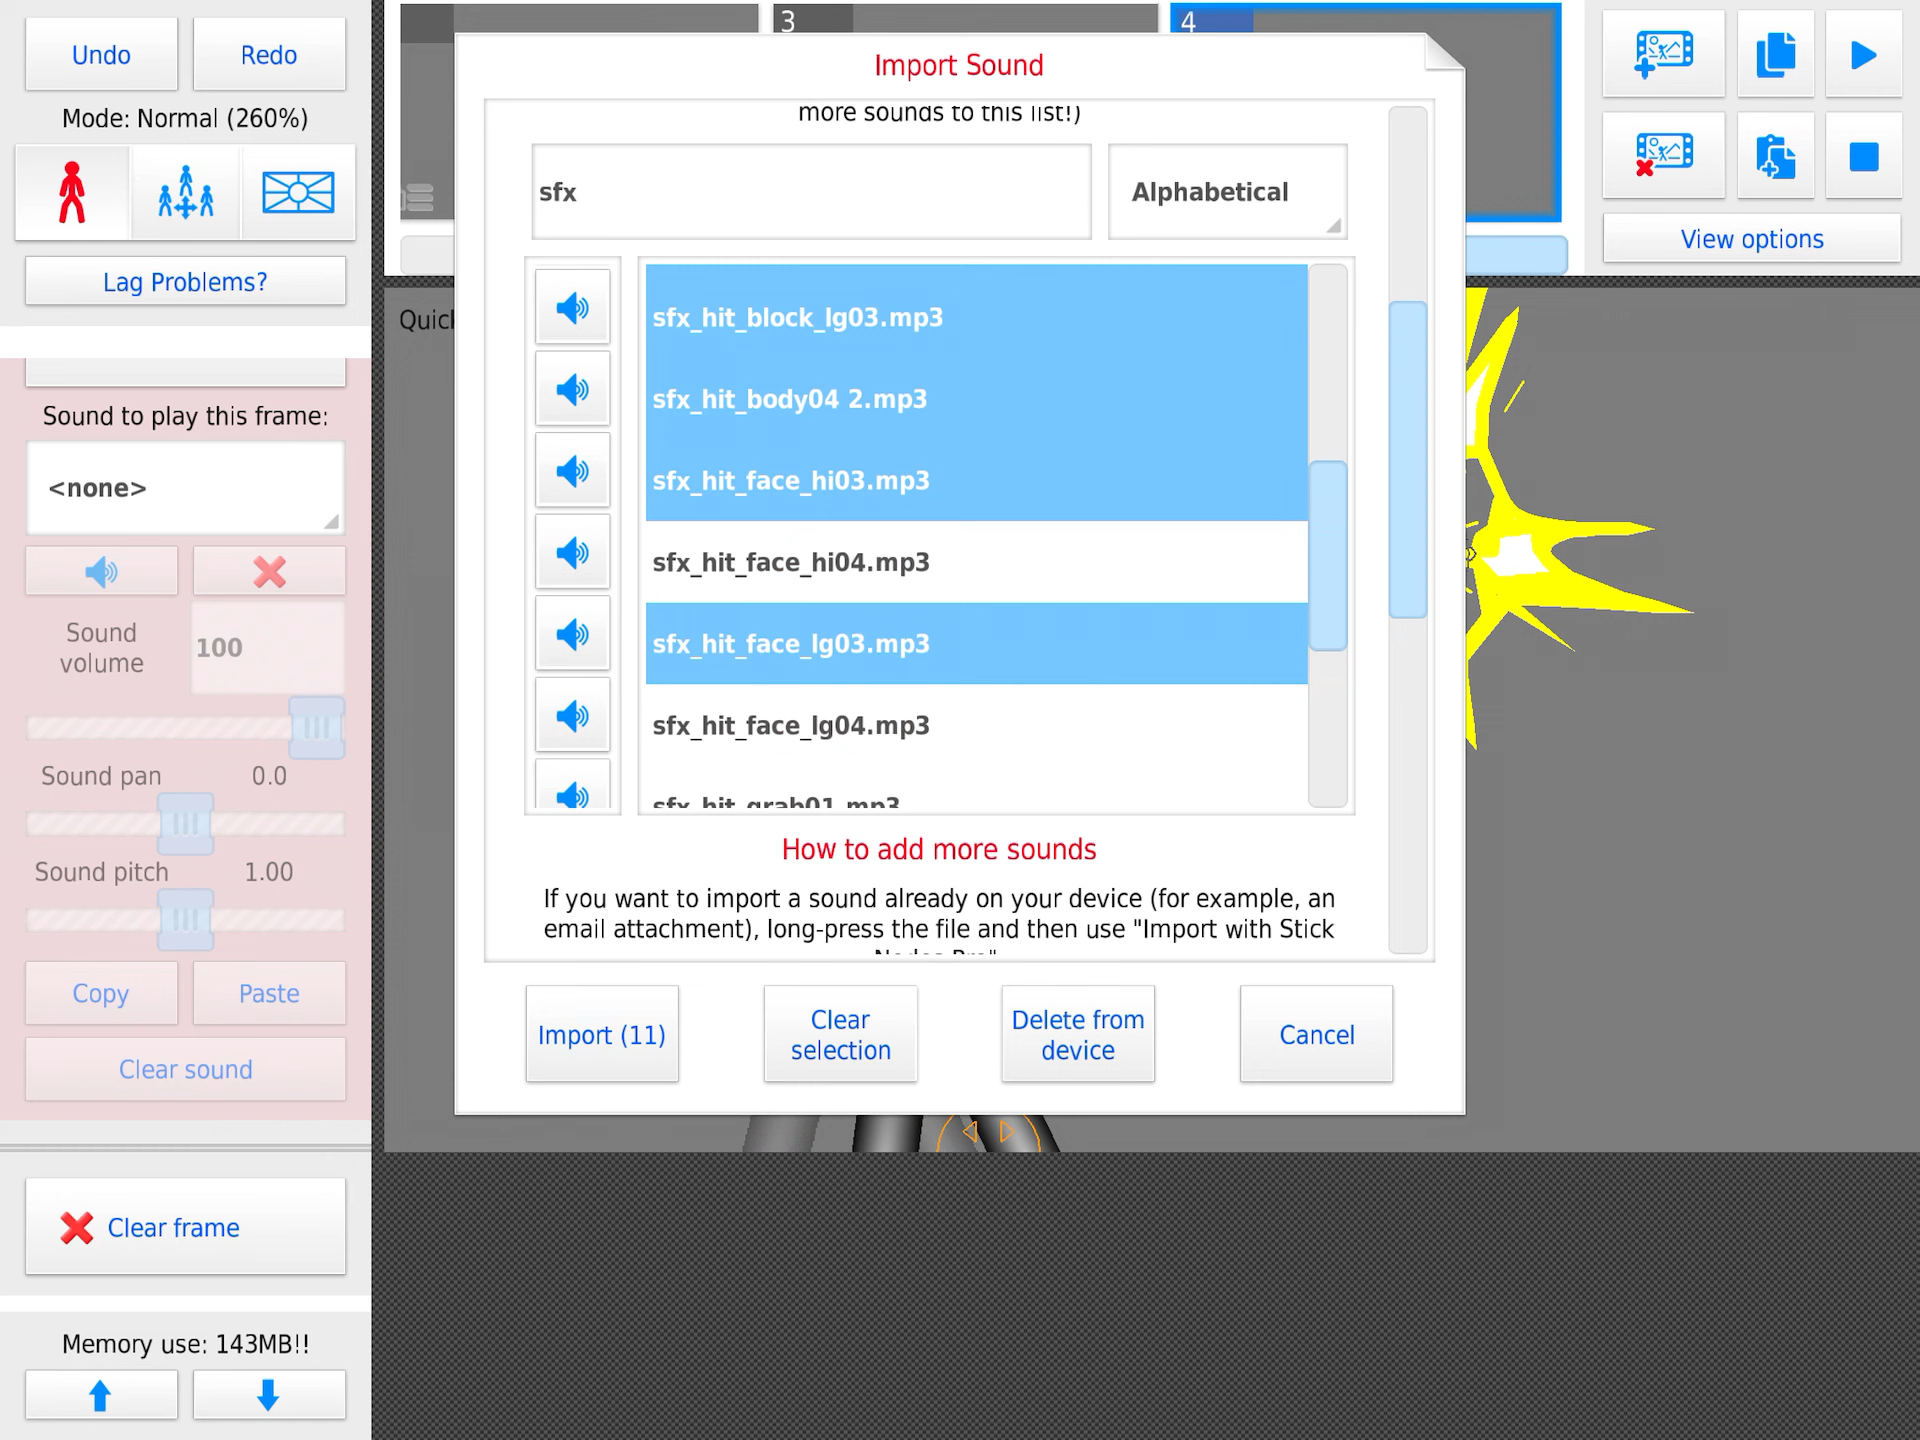 Undo
Redo
Mode: Normal (260%)
Lag Problems?
Sound to play this frame:
<none>
Sound
volume
100
Sound pan
0.0
Sound pitch
1.00
Copy
Paste
Clear sound
Clear frame
Memory use: 143MB!!
3
4
View options
Quick
Import Sound
more sounds to this list!)
sfx
Alphabetical
sfx_hit_block_lg03.mp3
sfx_hit_body04 2.mp3
sfx_hit_face_hi03.mp3
sfx_hit_face_hi04.mp3
sfx_hit_face_lg03.mp3
sfx_hit_face_lg04.mp3
sfx_hit_grab01.mp3
How to add more sounds
If you want to import a sound already on your device (for example, an
email attachment), long-press the file and then use "Import with Stick
Nodes Pro"
Import (11)
Clear
selection
Delete from
device
Cancel